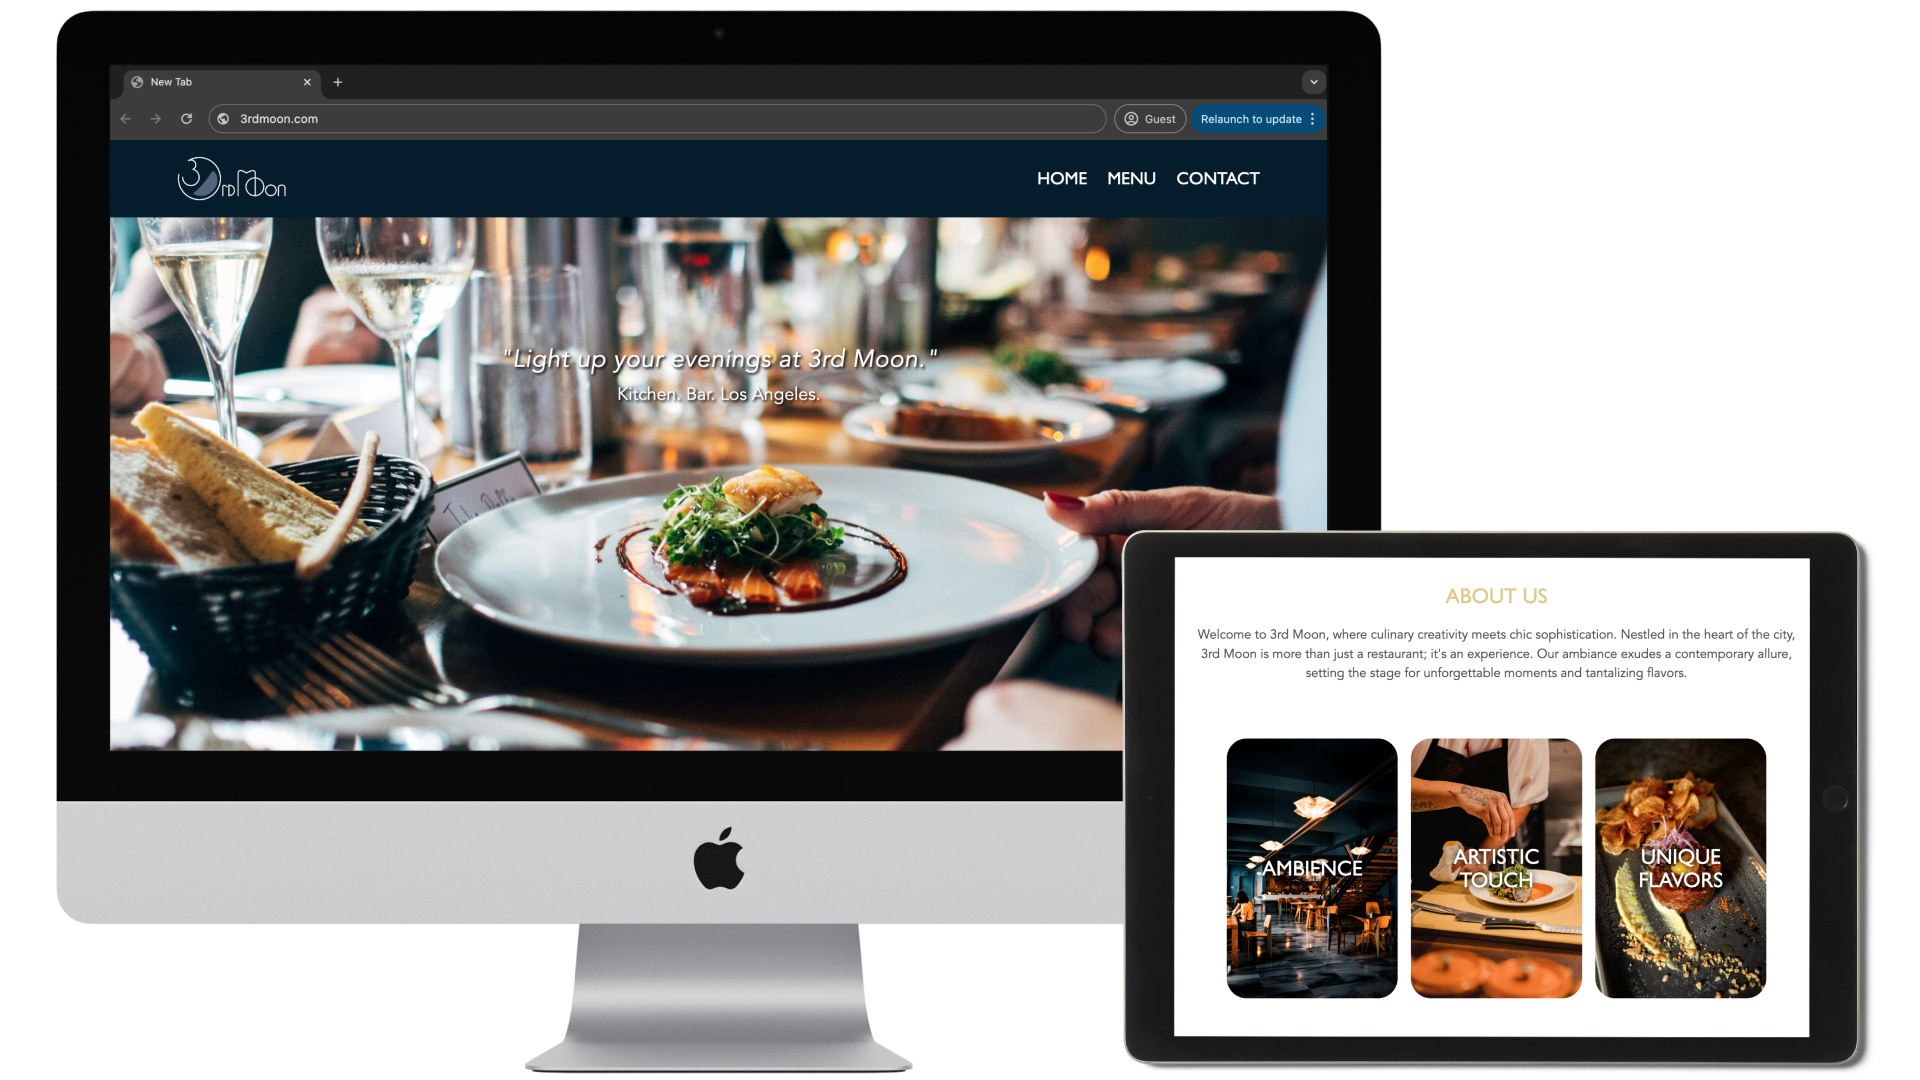 New Tab
3rdmoon.com
Guest
Relaunch to update
3rd Moon
HOME MENU CONTACT
"Light up your evenings at 3rd Moon."
Kitchen. Bar. Los Angeles.
ABOUT US
Welcome to 3rd Moon, where culinary creativity meets chic sophistication. Nestled in the heart of the city,
3rd Moon is more than just a restaurant; it's an experience. Our ambiance exudes a contemporary allure,
setting the stage for unforgettable moments and tantalizing flavors.
AMBIENCE
ARTISTIC
TOUCH
UNIQUE
FLAVORS